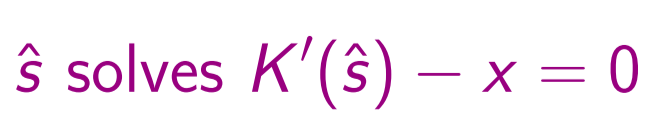 ŝ solves K′(ŝ) − x = 0